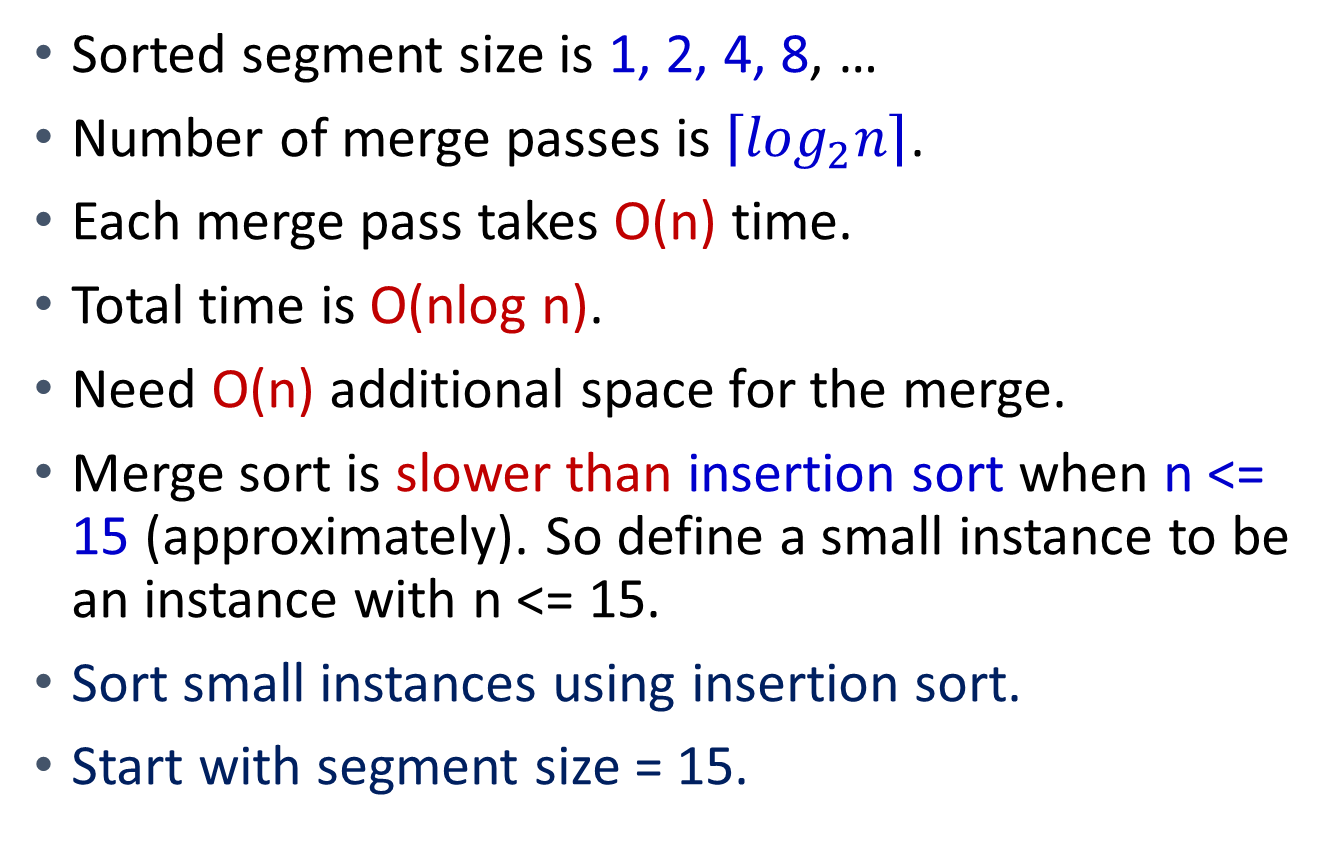 • Sorted segment size is 1, 2, 4, 8, …
• Number of merge passes is ⌈log₂n⌉.
• Each merge pass takes O(n) time.
• Total time is O(nlog n).
• Need O(n) additional space for the merge.
• Merge sort is slower than insertion sort when n <=
15 (approximately). So define a small instance to be
an instance with n <= 15.
• Sort small instances using insertion sort.
• Start with segment size = 15.